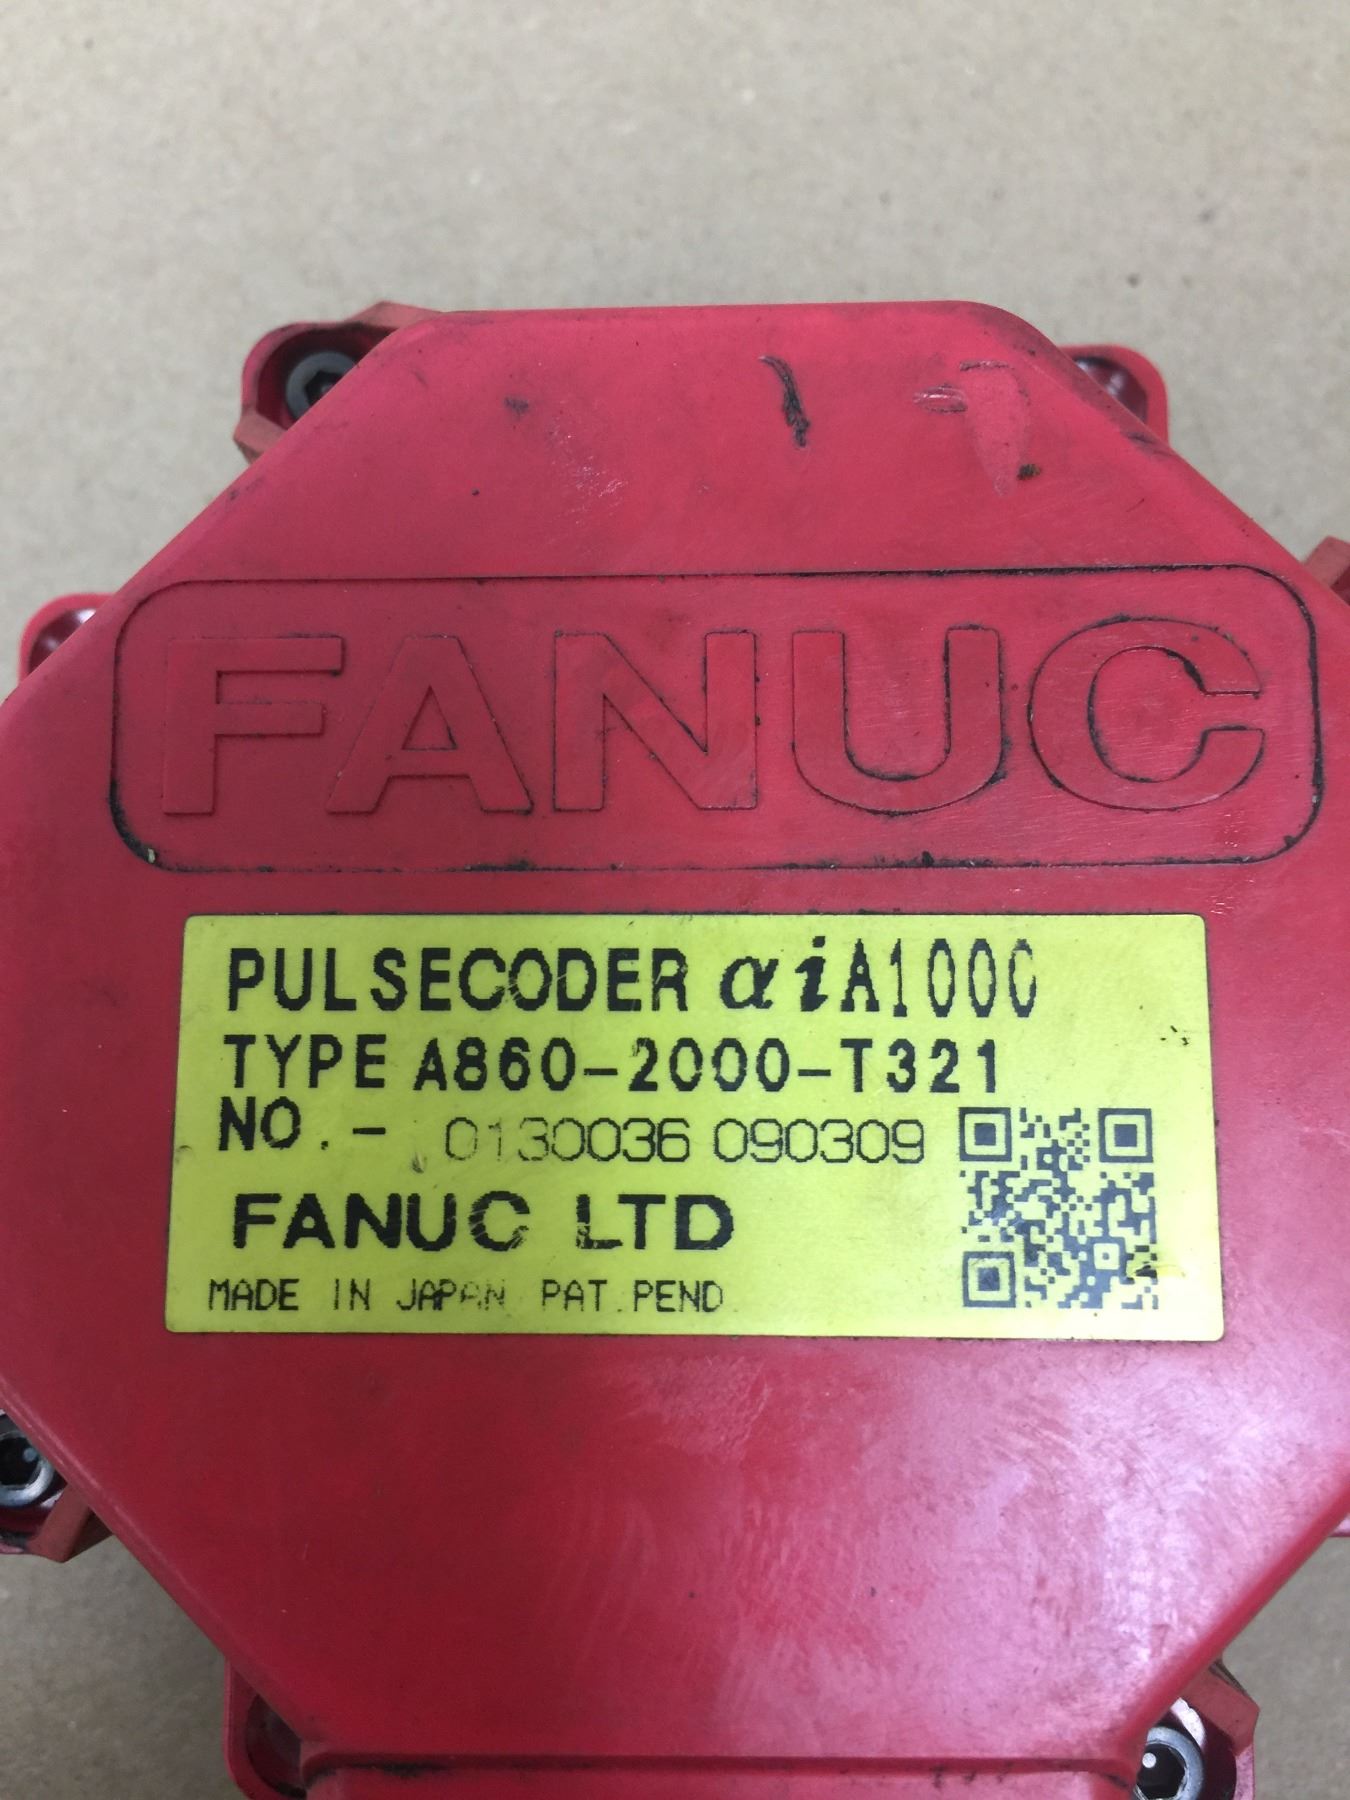 FANUC
PULSECODER αiA1000
TYPE A860-2000-T321
NO.- 0130036 090309
FANUC LTD
MADE IN JAPAN PAT.PEND.